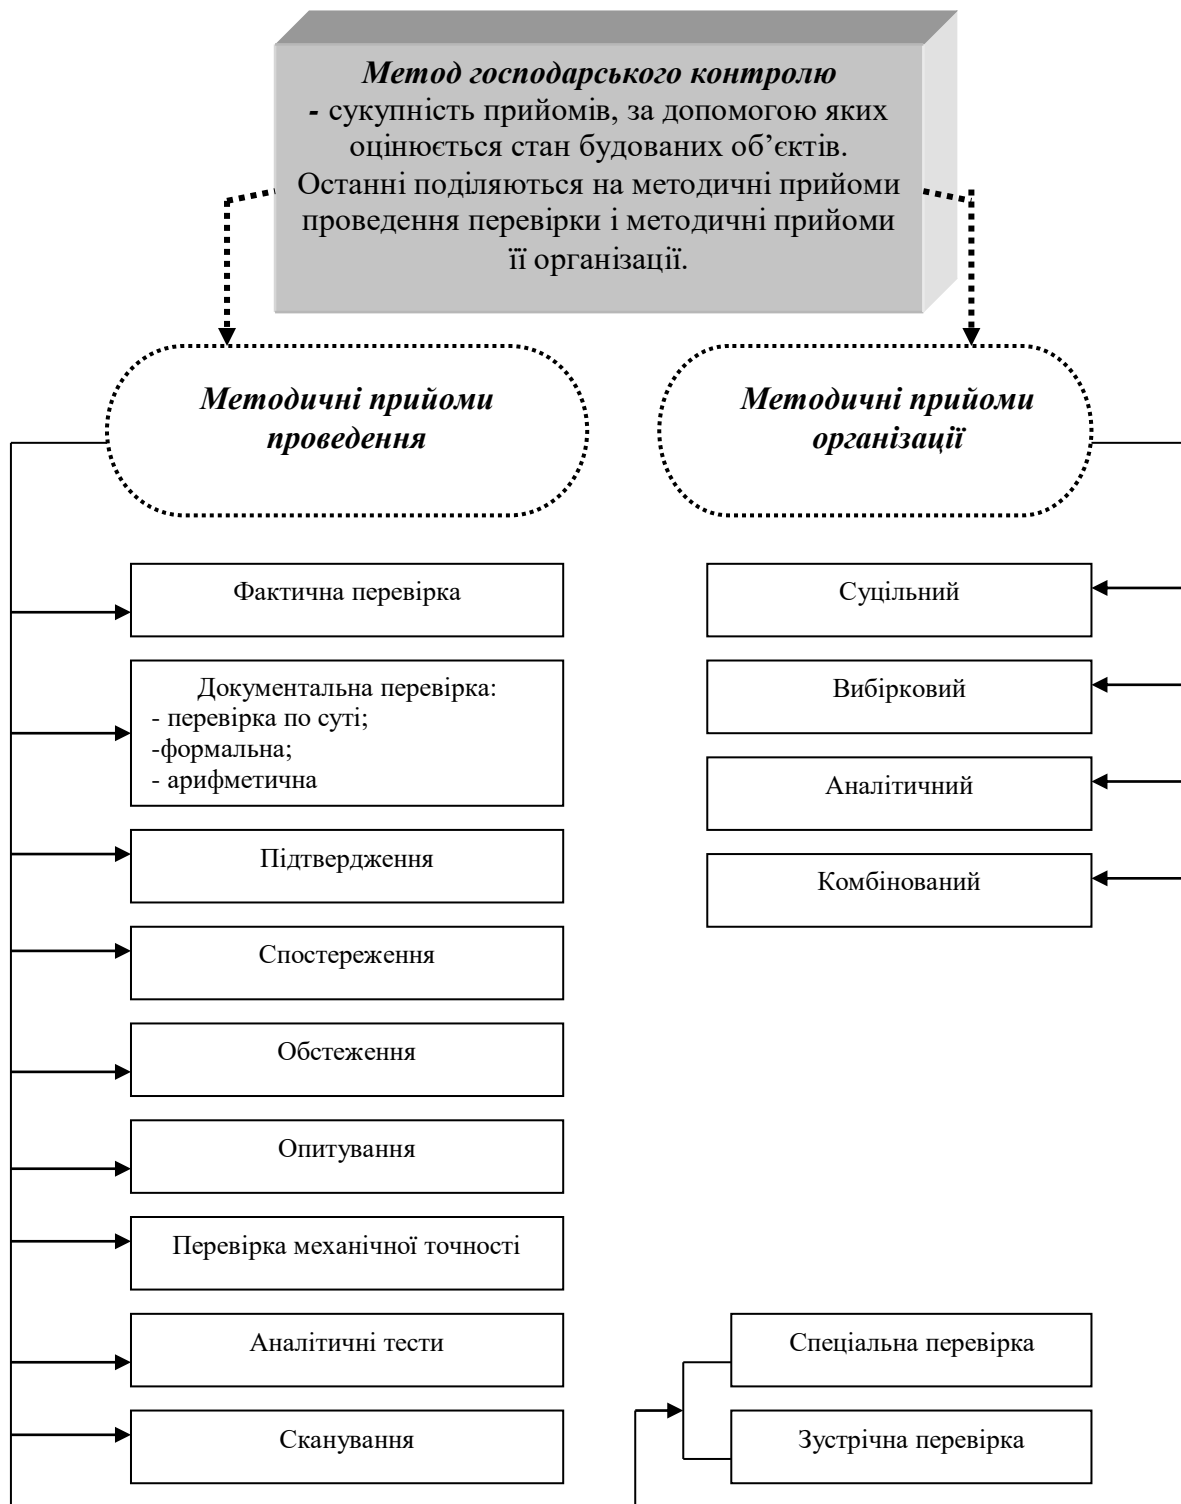 Метод господарського контролю
- сукупність прийомів, за допомогою яких
оцінюється стан будованих об’єктів.
Останні поділяються на методичні прийоми
проведення перевірки і методичні прийоми
її організації.
Методичні прийоми
проведення
Методичні прийоми
організації
Фактична перевірка
Документальна перевірка:
- перевірка по суті;
-формальна;
- арифметична
Підтвердження
Спостереження
Обстеження
Опитування
Перевірка механічної точності
Аналітичні тести
Сканування
Суцільний
Вибірковий
Аналітичний
Комбінований
Спеціальна перевірка
Зустрічна перевірка